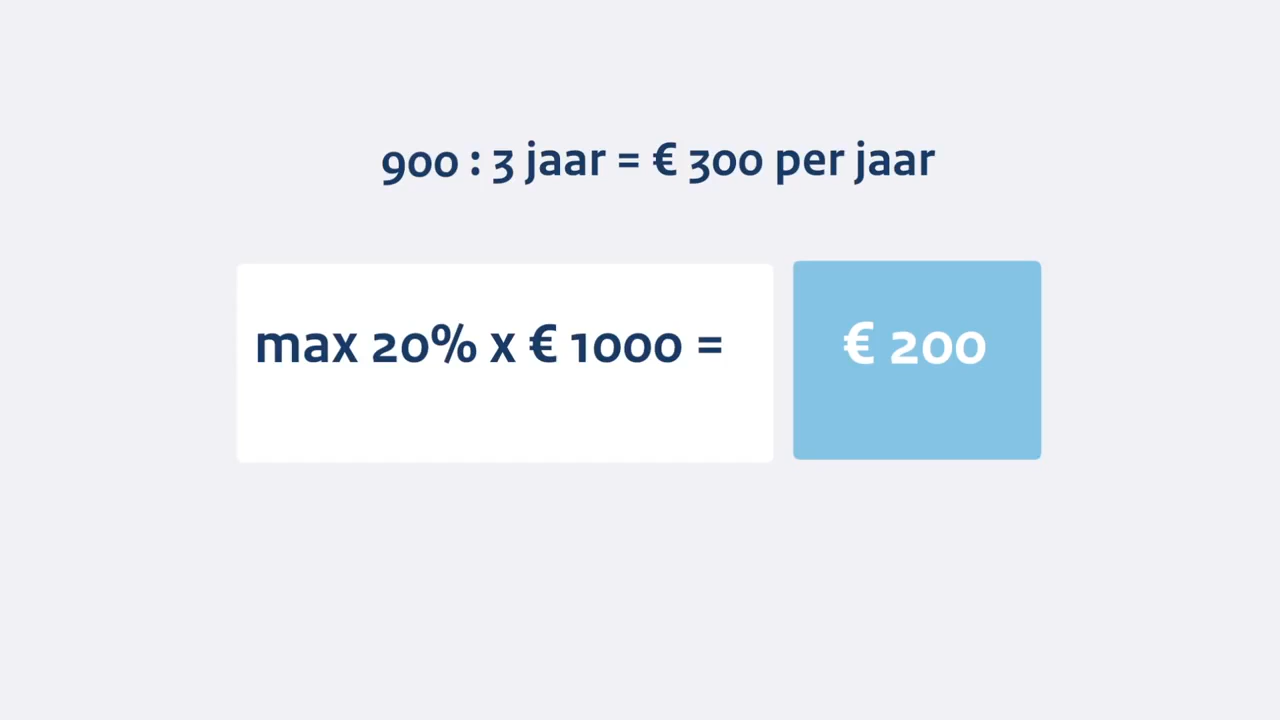 900 : 3 jaar = € 300 per jaar
max 20% x € 1000 =
€ 200